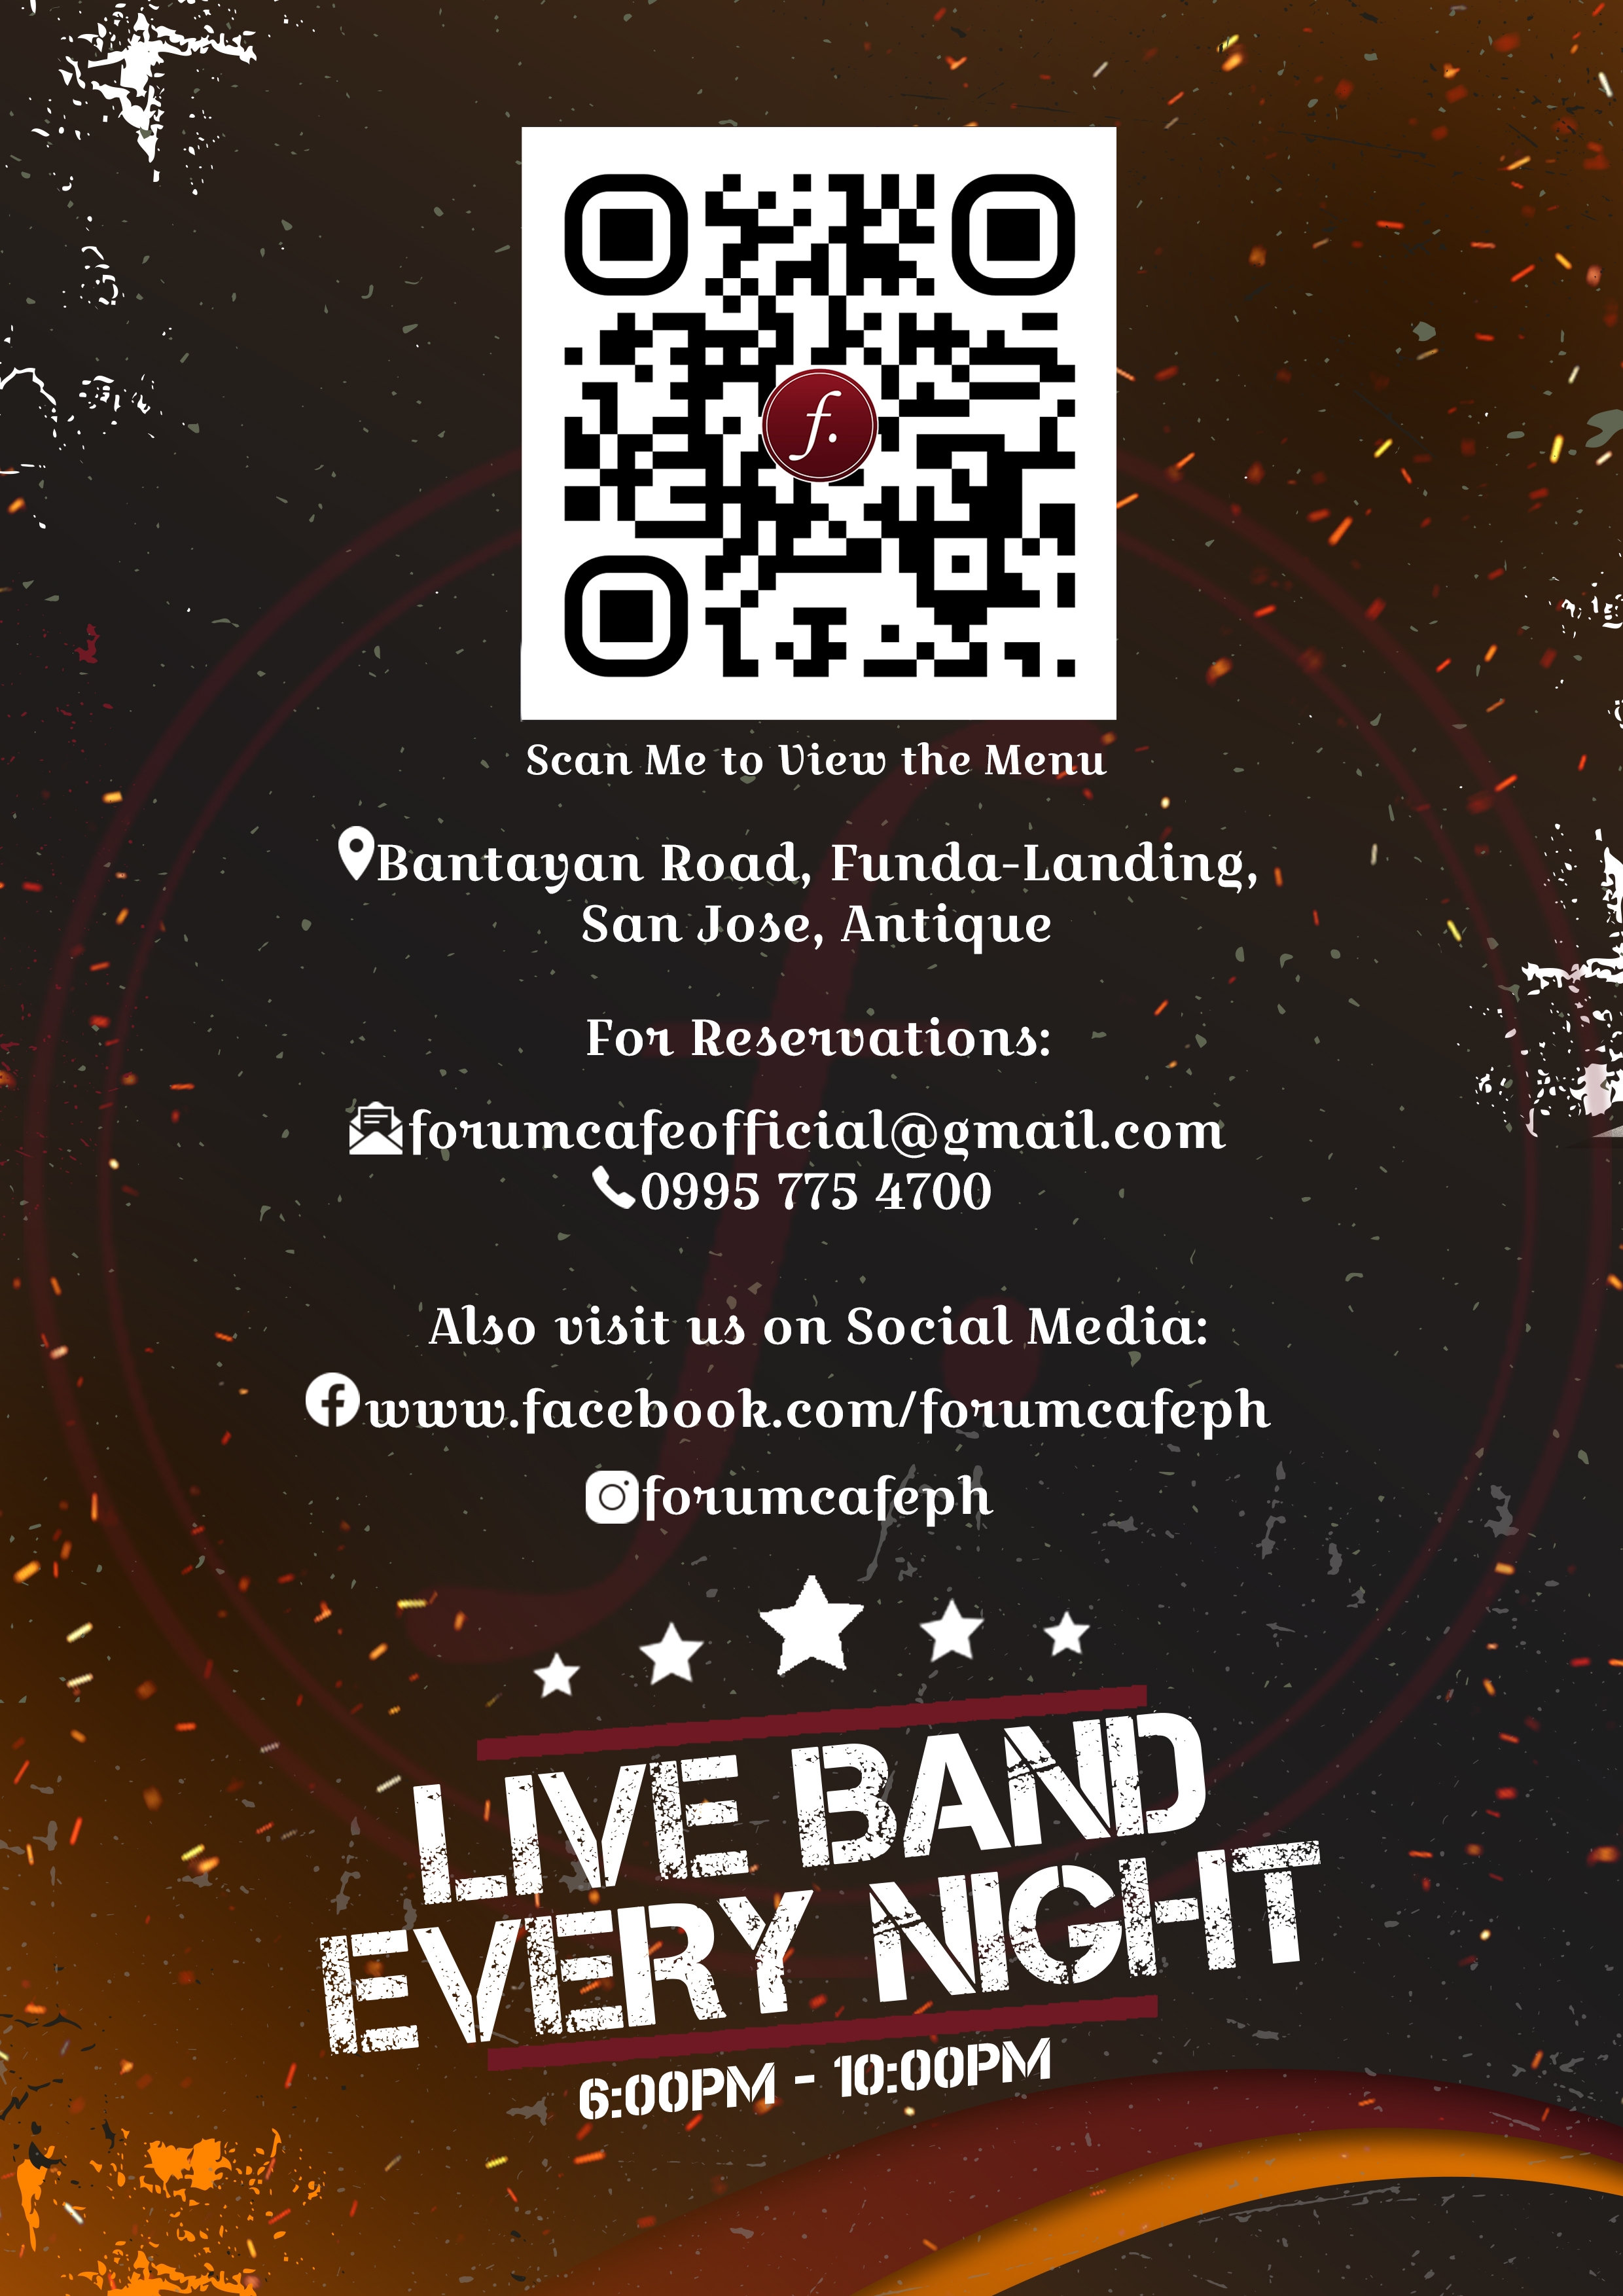 f.
Scan Me to View the Menu
Bantayan Road, Funda-Landing,
San Jose, Antique
For Reservations:
forumcafeofficial@gmail.com
0995 775 4700
Also visit us on Social Media:
www.facebook.com/forumcafeph
forumcafeph
LIVE BAND
EVERY NIGHT
6:00PM - 10:00PM